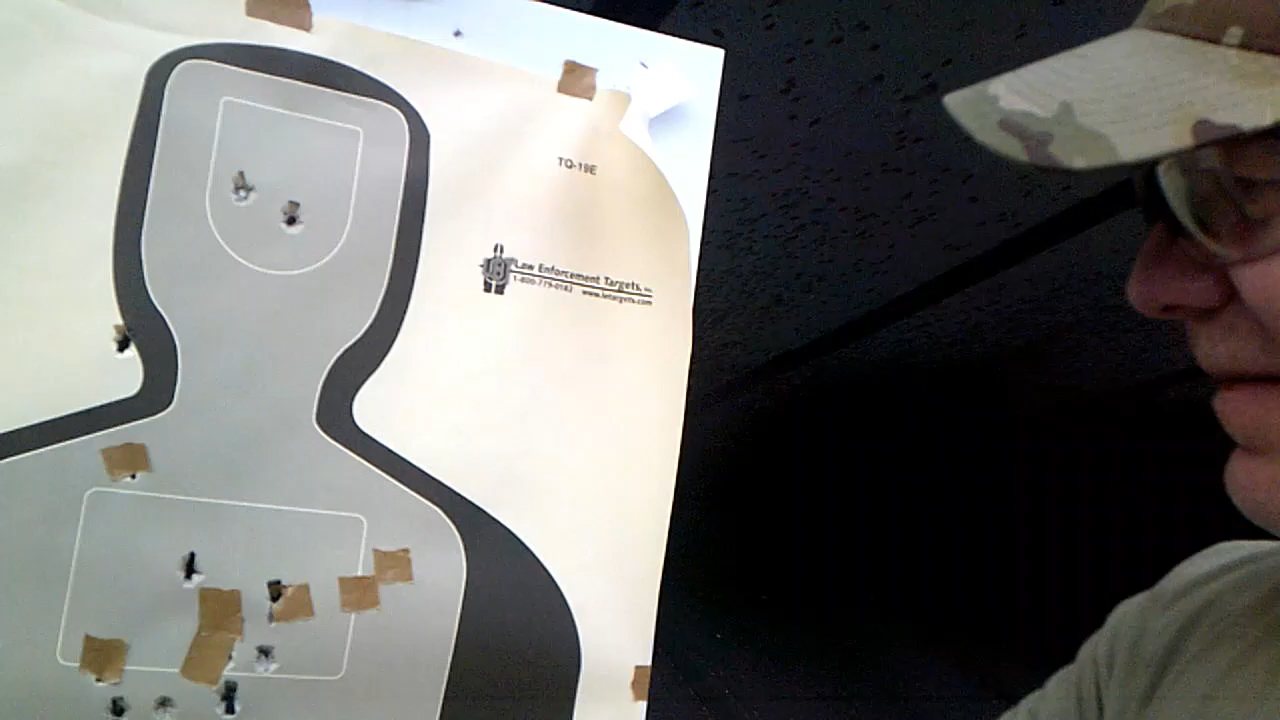 TQ-19E
Law Enforcement Targets, Inc.
1-800-779-0182 www.letargets.com